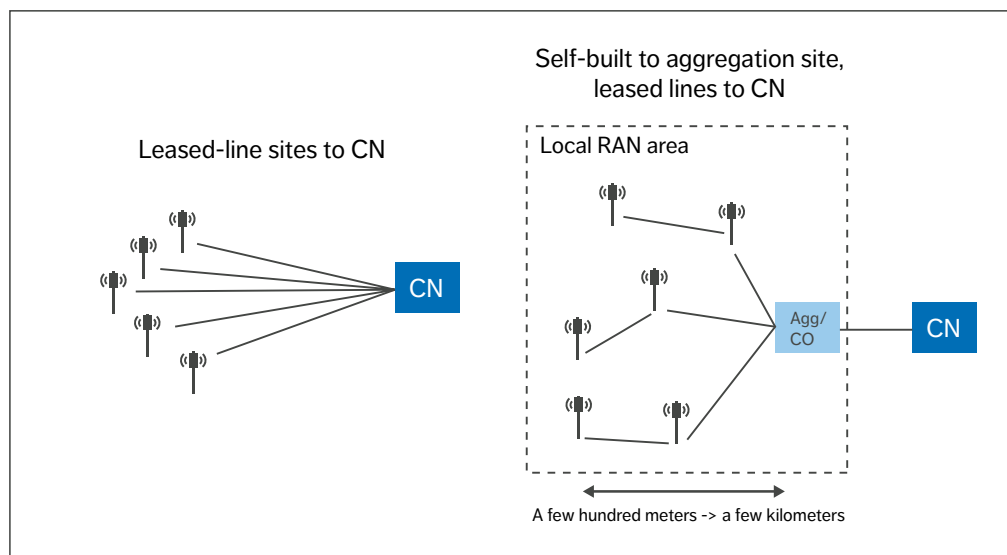 Leased-line sites to CN
CN
Self-built to aggregation site,
leased lines to CN
Local RAN area
Agg/
CO
CN
A few hundred meters -> a few kilometers